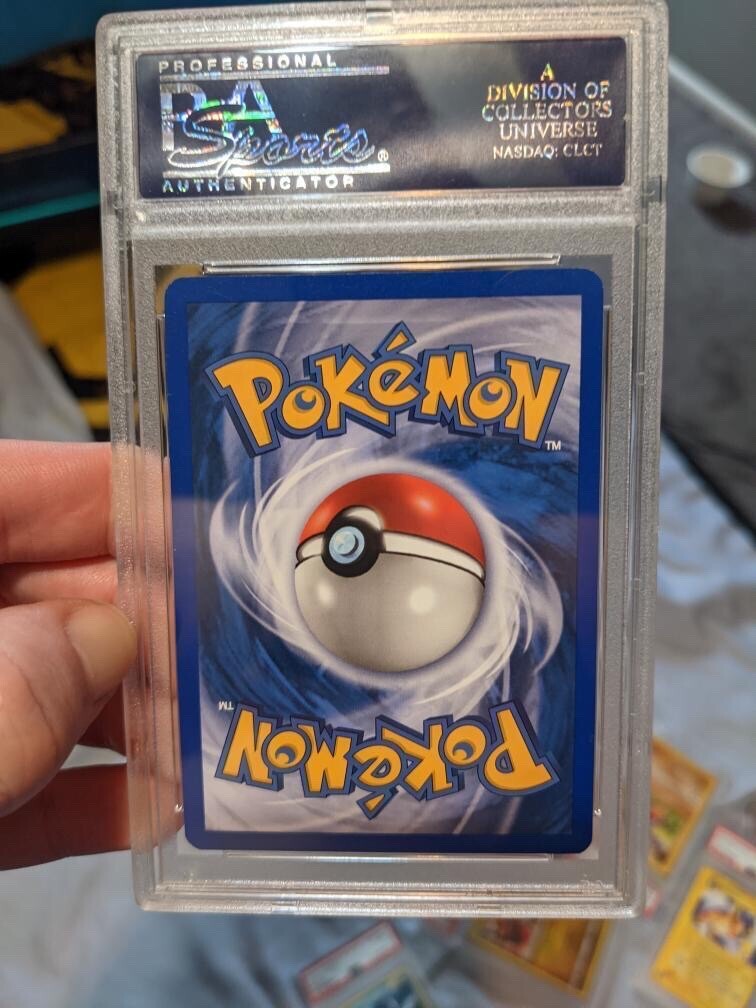 PROFESSIONAL
PSA
Sports®
AUTHENTICATOR
A
DIVISION OF
COLLECTORS
UNIVERSE
NASDAQ: CLCT
POKéMON
TM
TM
POKéMON